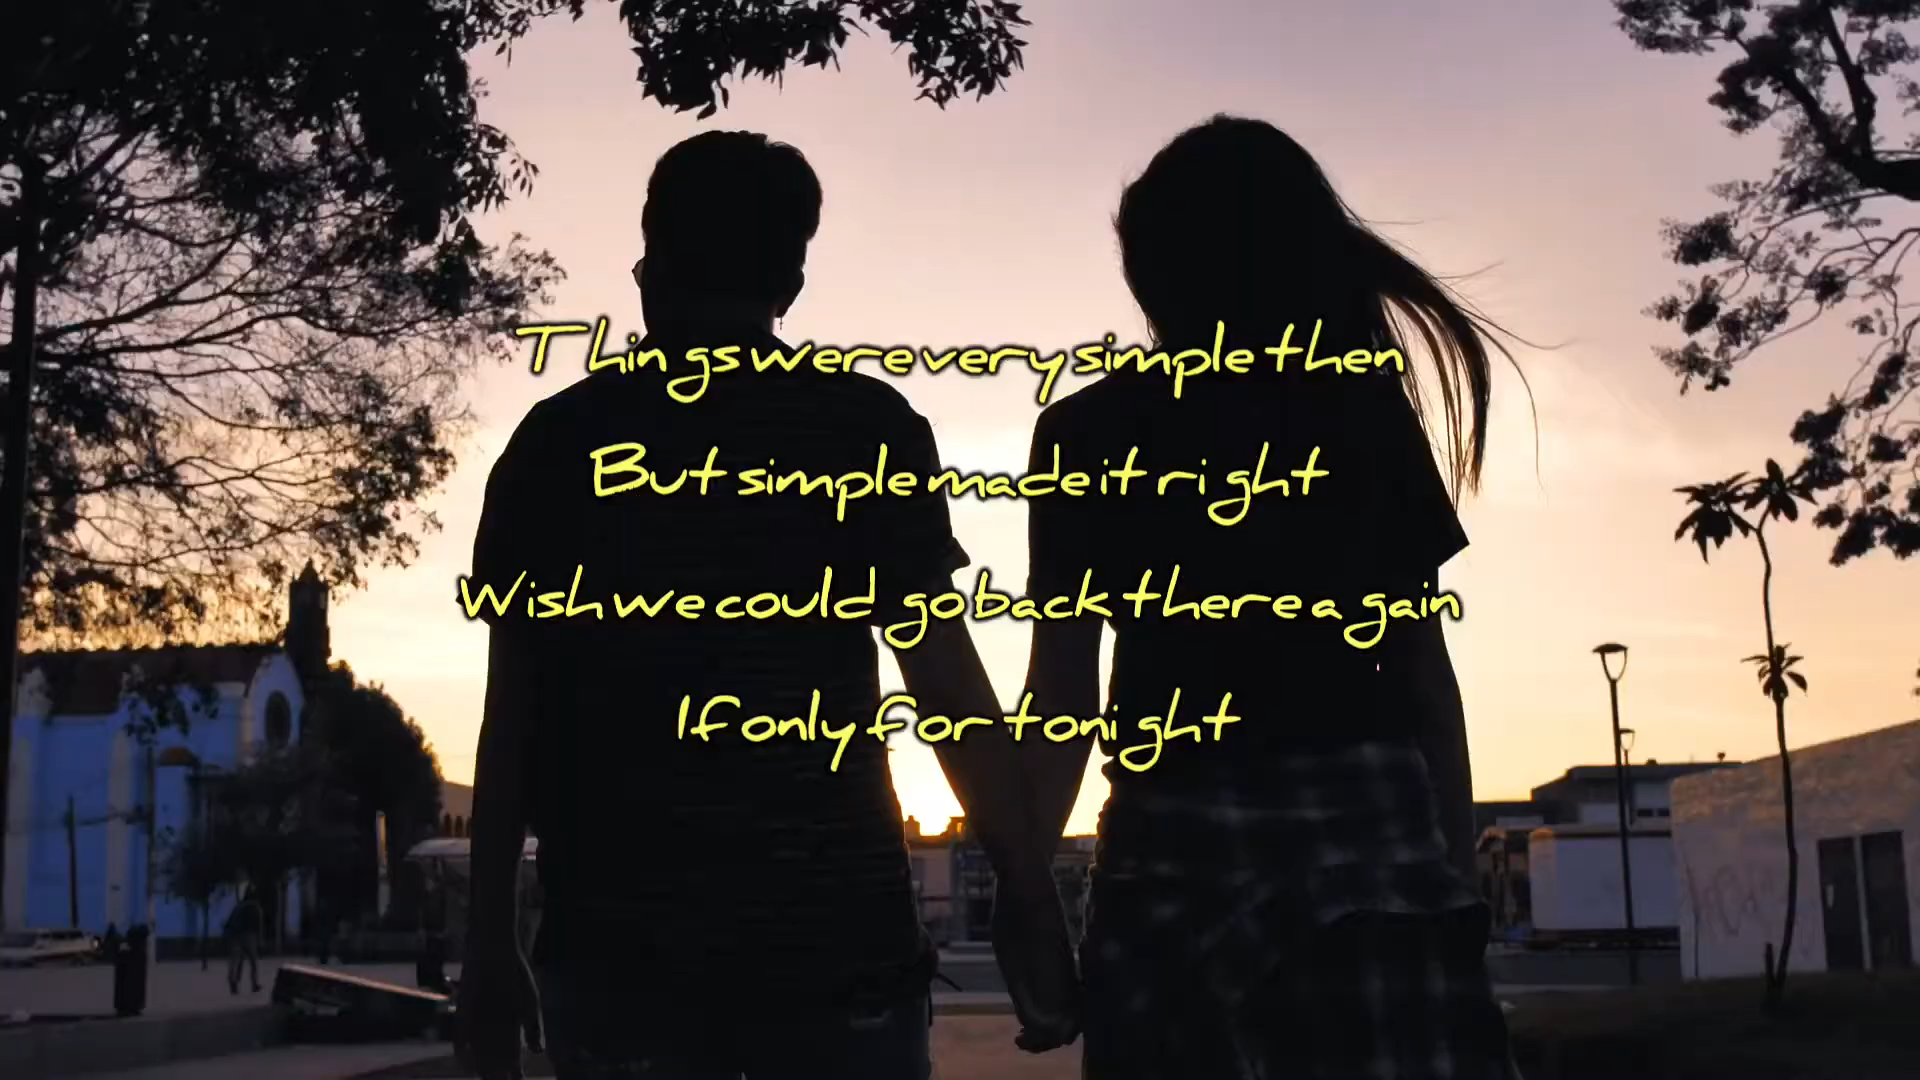 Things were very simple then
But simple made it right
Wish we could go back there again
If only for tonight